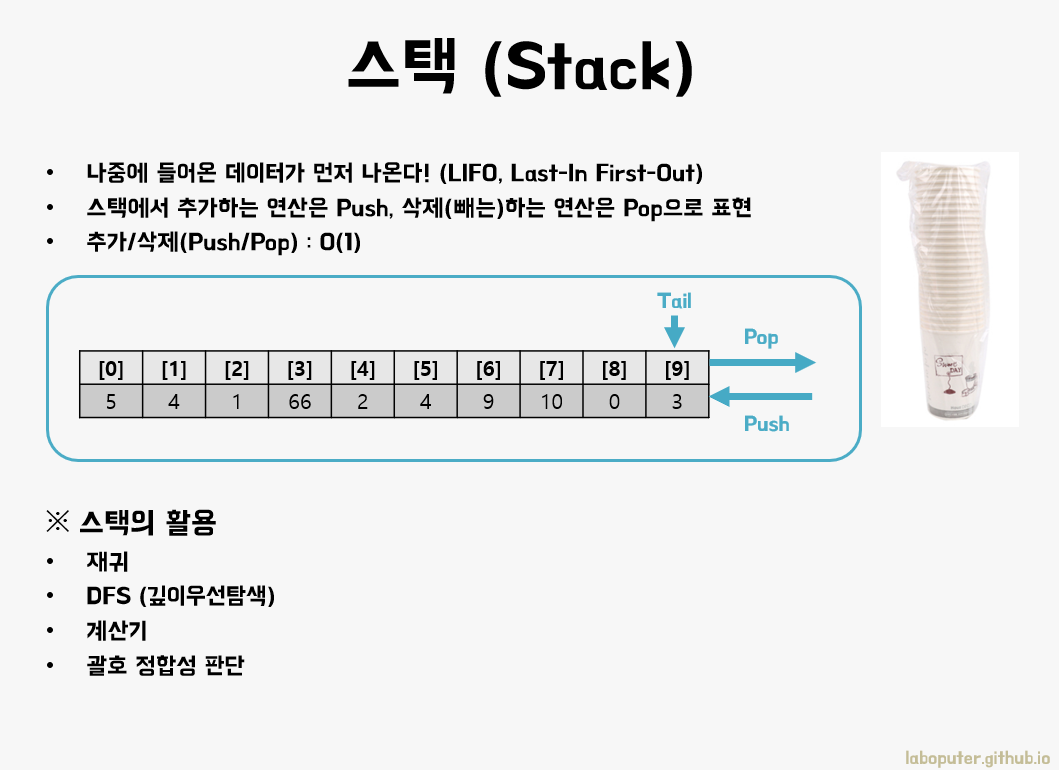 스택 (Stack)
• 나중에 들어온 데이터가 먼저 나온다! (LIFO, Last-In First-Out)
• 스택에서 추가하는 연산은 Push, 삭제(빼는)하는 연산은 Pop으로 표현
• 추가/삭제(Push/Pop) : O(1)
Tail
Pop
[0] [1] [2] [3] [4] [5] [6] [7] [8] [9]
5 4 1 66 2 4 9 10 0 3
Push
DAY
※ 스택의 활용
• 재귀
• DFS (깊이우선탐색)
• 계산기
• 괄호 정합성 판단
laboputer.github.io